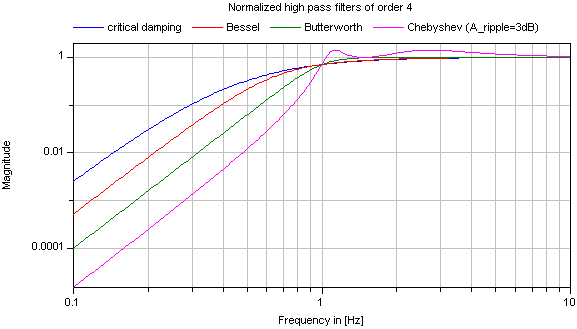 Normalized high pass filters of order 4
critical damping Bessel Butterworth Chebyshev (A_ripple=3dB)
1
0.01
0.0001
Magnitude
0.1 1 10
Frequency in [Hz]